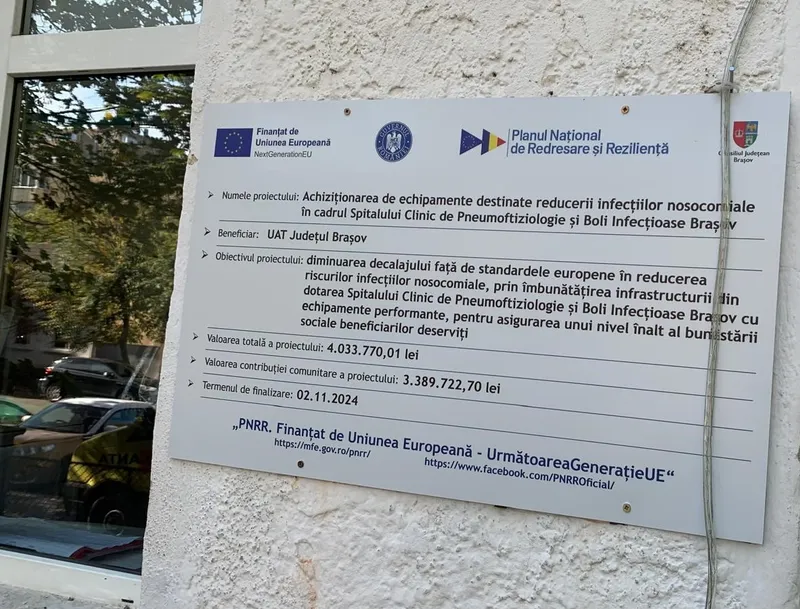 Finanțat de
Uniunea Europeană
NextGenerationEU
GUVERNUL ROMÂNIEI
Planul Național
de Redresare și Reziliență
Consiliul Județean
Brașov
Numele proiectului: Achiziționarea de echipamente destinate reducerii infecțiilor nosocomiale
în cadrul Spitalului Clinic de Pneumoftiziologie și Boli Infecțioase Brașov
Beneficiar: UAT Județul Brașov
Obiectivul proiectului: diminuarea decalajului față de standardele europene în reducerea
riscurilor infecțiilor nosocomiale, prin îmbunătățirea infrastructurii din
dotarea Spitalului Clinic de Pneumoftiziologie și Boli Infecțioase Brașov cu
echipamente performante, pentru asigurarea unui nivel înalt al bunăstării
sociale beneficiarilor deserviți
Valoarea totală a proiectului: 4.033.770,01 lei
Valoarea contribuției comunitare a proiectului: 3.389.722,70 lei
Termenul de finalizare: 02.11.2024
„PNRR. Finanțat de Uniunea Europeană - UrmătoareaGenerațieUE“
https://mfe.gov.ro/pnrr/
https://www.facebook.com/PNRROficial/